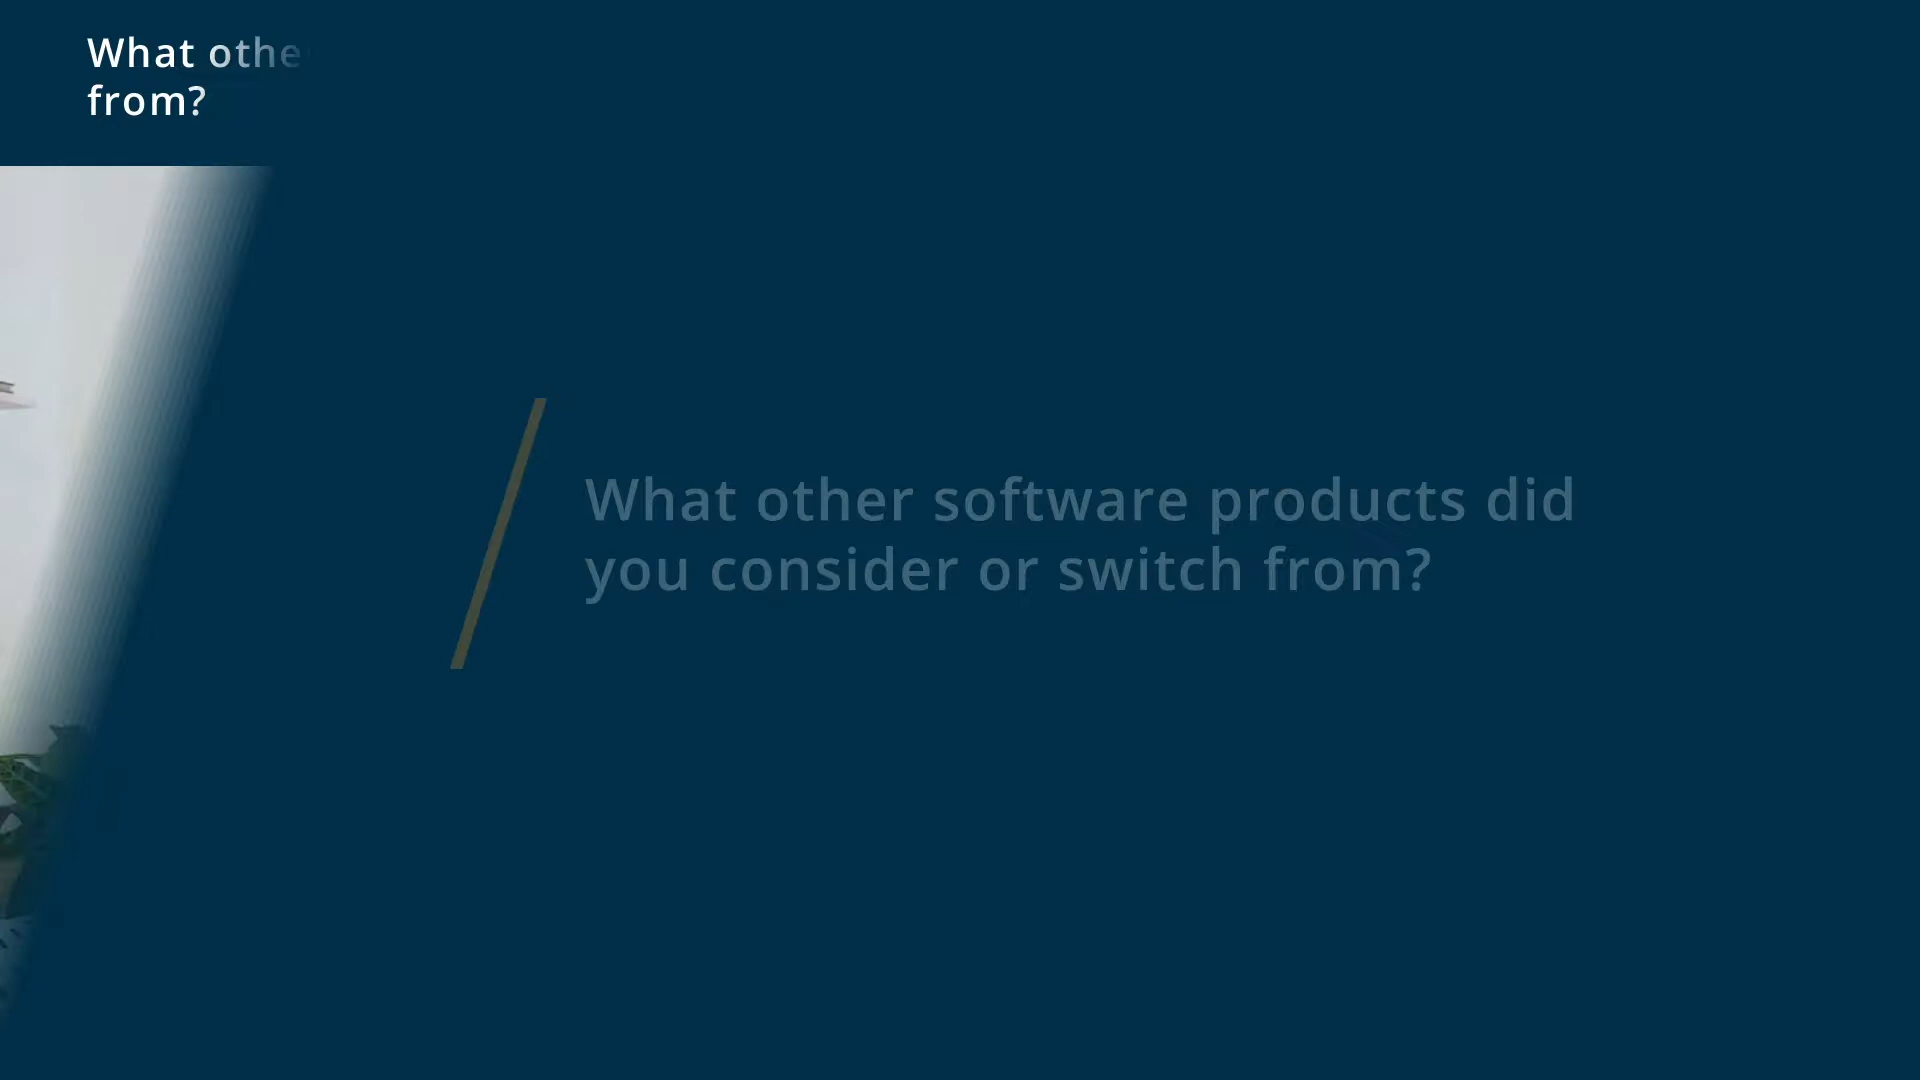 What othe
from?
What other software products did
you consider or switch from?